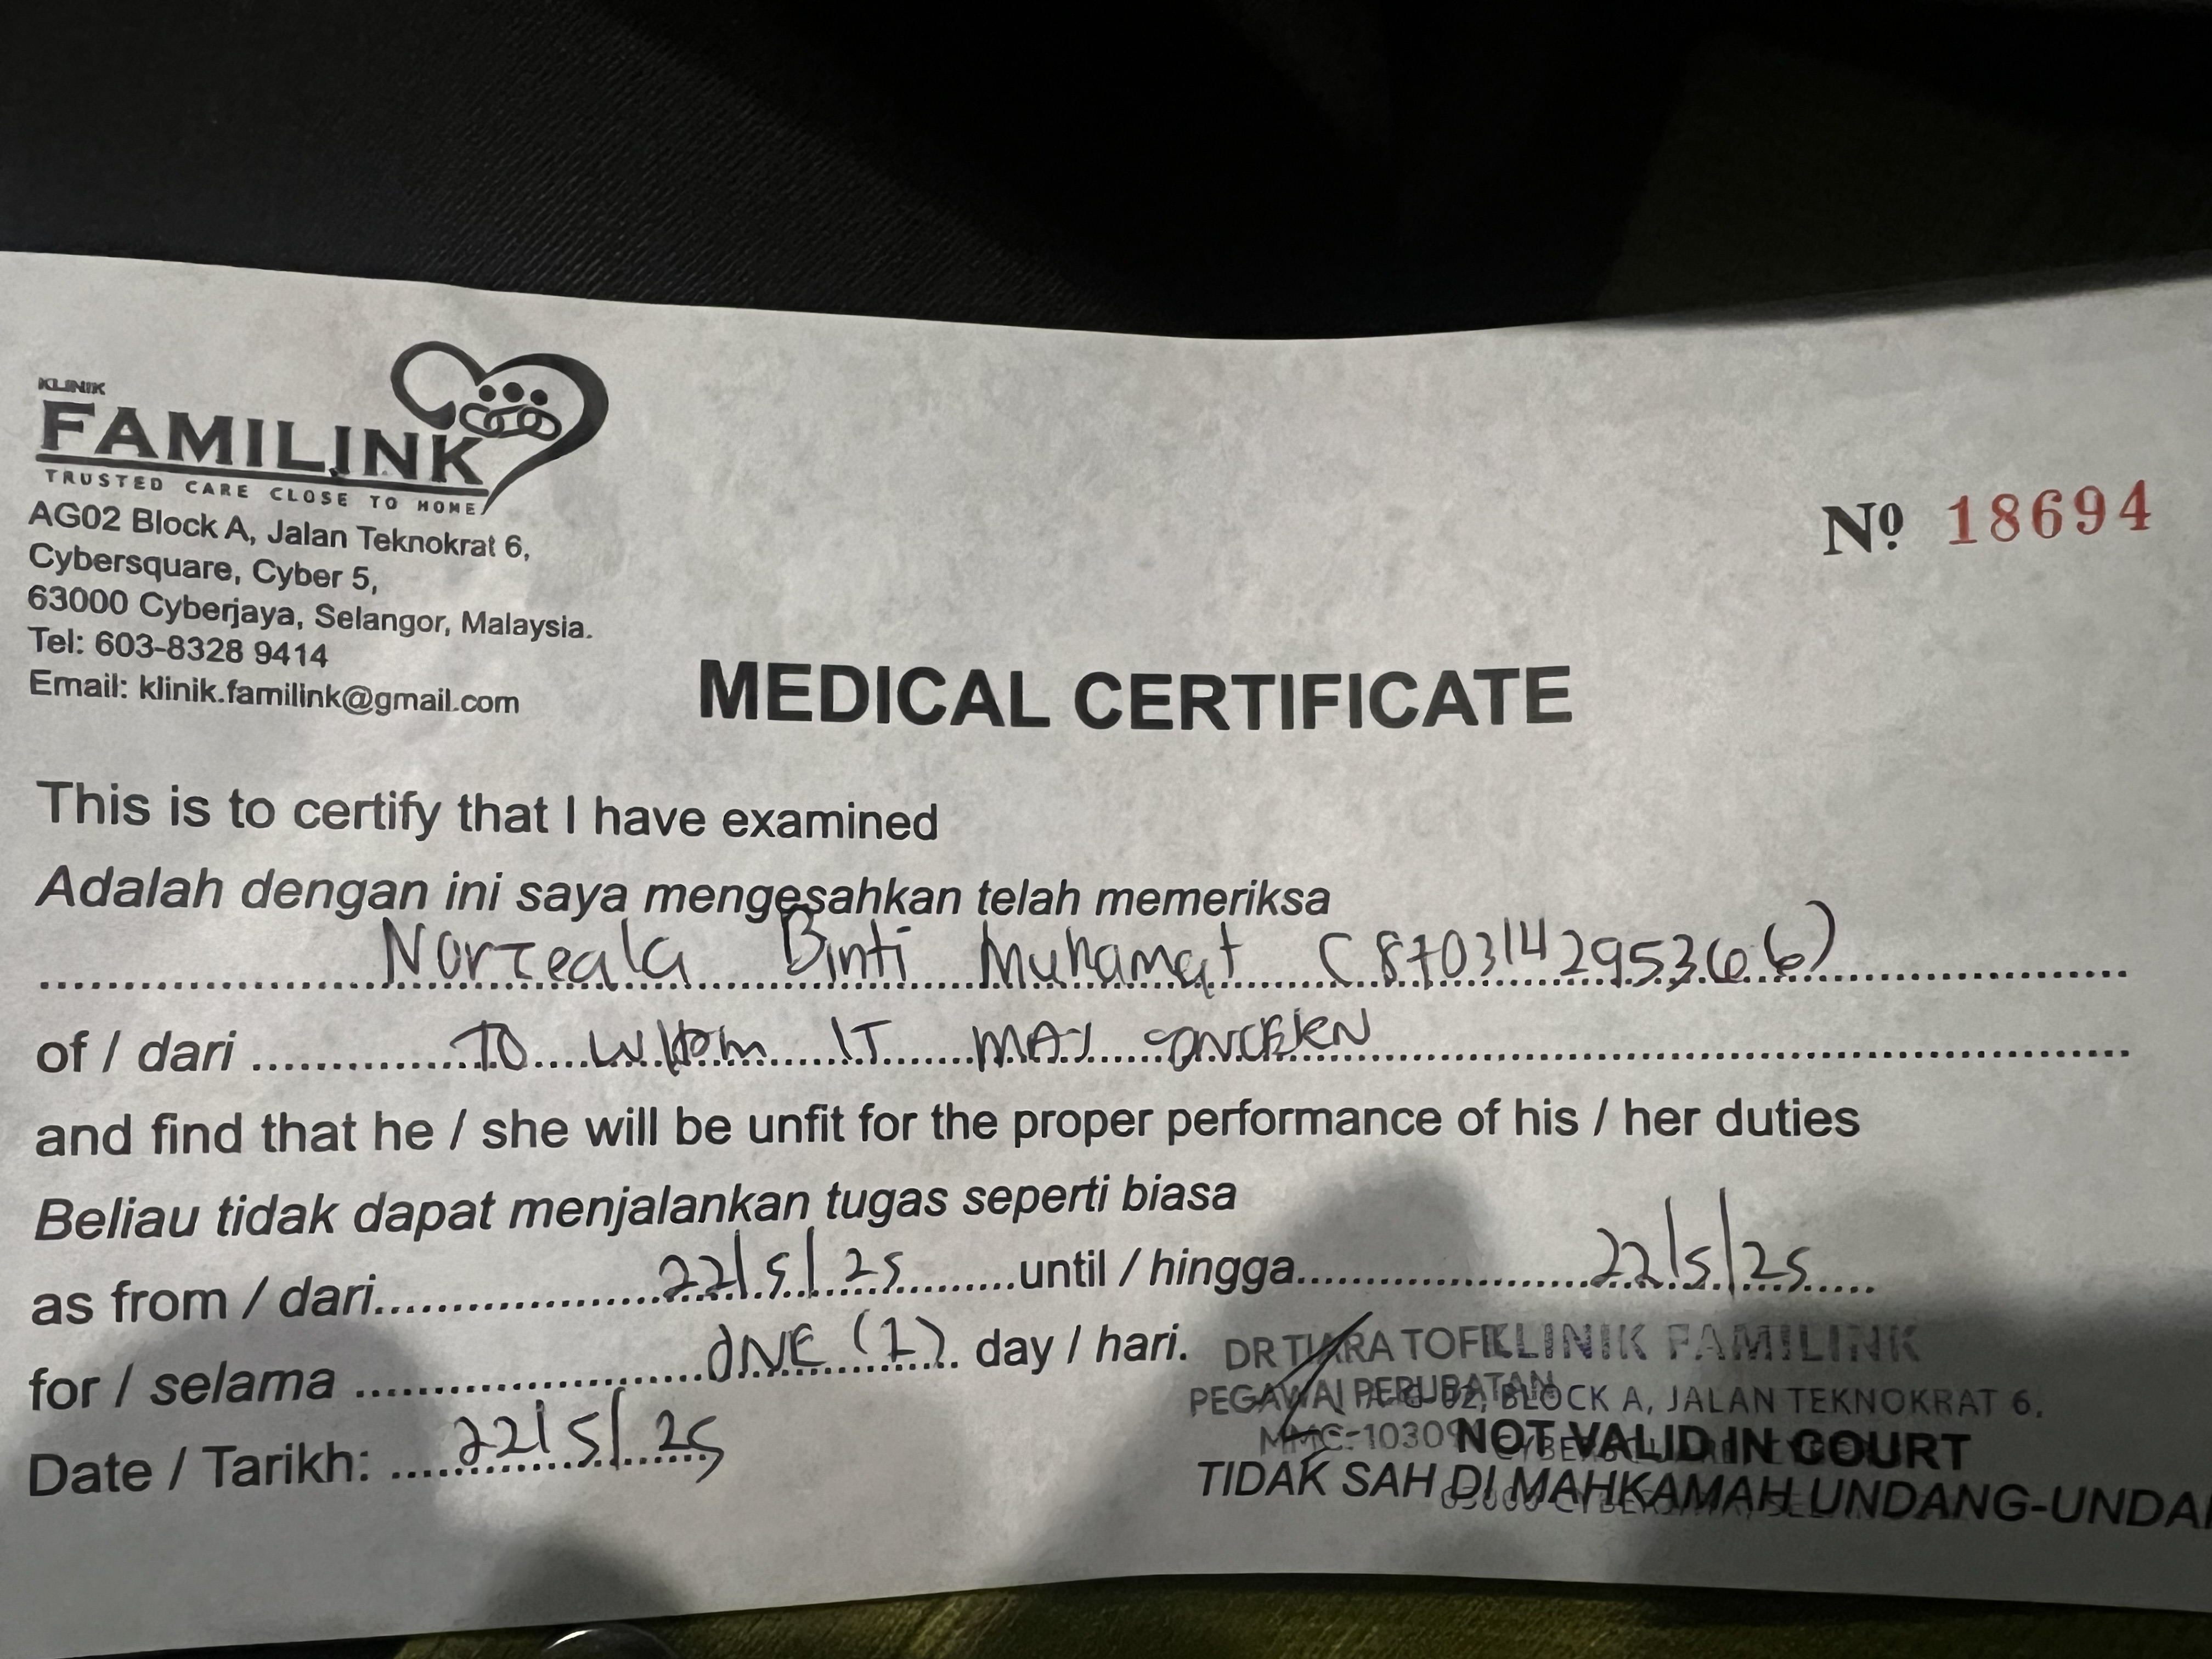 KLINIK
FAMILINK
TRUSTED CARE CLOSE TO HOME
AG02 Block A, Jalan Teknokrat 6,
Cybersquare, Cyber 5,
63000 Cyberjaya, Selangor, Malaysia.
Tel: 603-8328 9414
Email: klinik.familink@gmail.com
Nº 18694
MEDICAL CERTIFICATE
This is to certify that I have examined
Adalah dengan ini saya mengesahkan telah memeriksa
Binti Muhamat
of / dari TO WHOM IT MAY
and find that he / she will be unfit for the proper performance of his / her duties
Beliau tidak dapat menjalankan tugas seperti biasa
as from / dari 22/5/25 until / hingga 22/5/25
for / selama ONE (1) day / hari.
Date / Tarikh: 22/5/25
DR TIARA
KLINIK FAMILINK
PEGAWAI PERUBATAN
BLOCK A, JALAN TEKNOKRAT 6,
NOT VALID IN COURT
TIDAK SAH DI MAHKAMAH